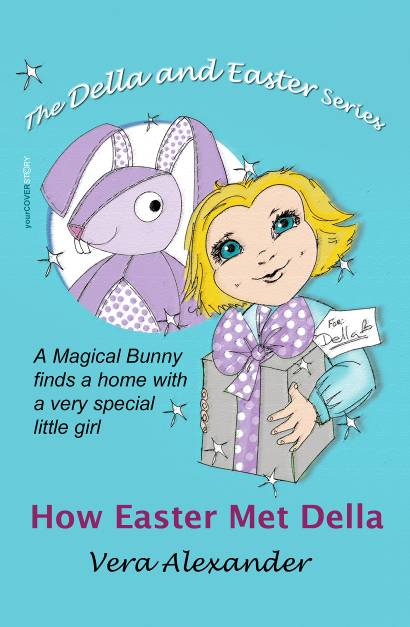 The Della and Easter Series
yourCOVERSTORY
For:
Della
A Magical Bunny
finds a home with
a very special
little girl
How Easter Met Della
Vera Alexander